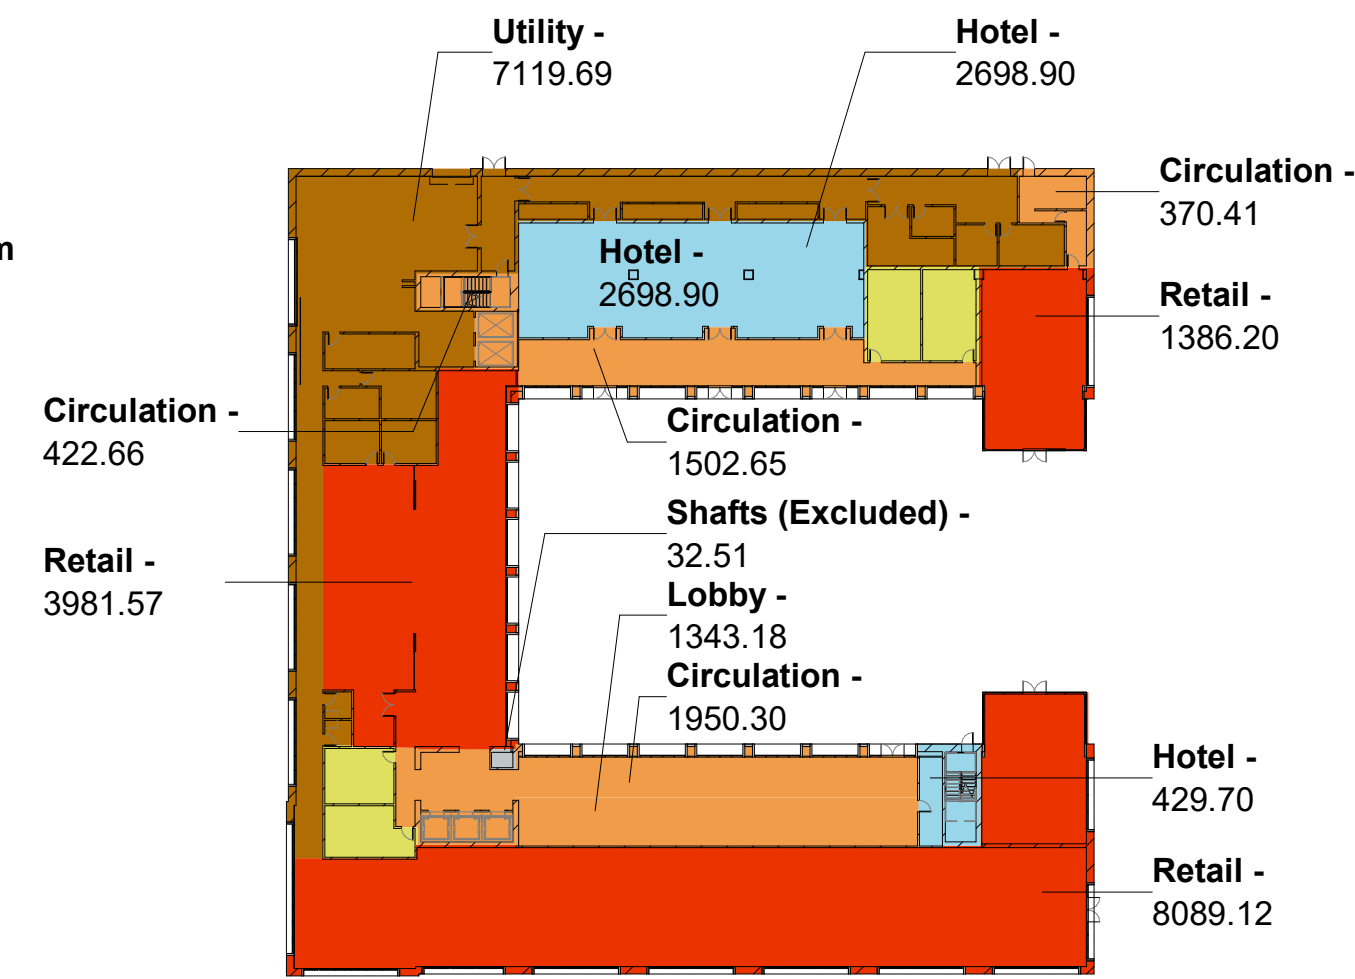 Utility -
7119.69
Hotel -
2698.90
Circulation -
370.41
m
Hotel -
2698.90
Retail -
1386.20
Circulation -
422.66
Circulation -
1502.65
Shafts (Excluded) -
32.51
Retail -
3981.57
Lobby -
1343.18
Circulation -
1950.30
Hotel -
429.70
Retail -
8089.12